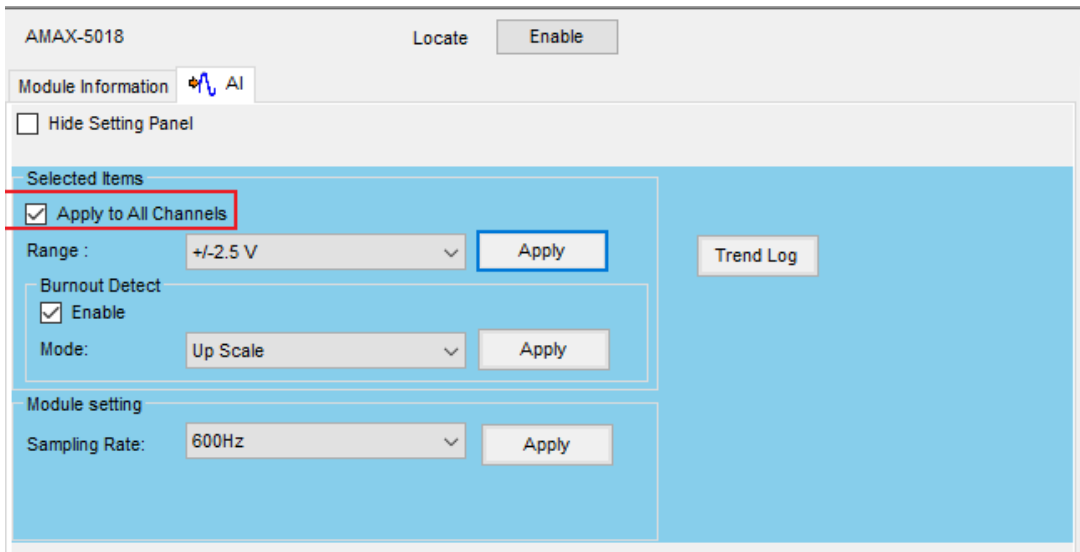 AMAX-5018 Locate Enable
Module Information AI
Hide Setting Panel
Selected Items
Apply to All Channels
Range : +/-2.5 V Apply Trend Log
Burnout Detect
Enable
Mode: Up Scale Apply
Module setting
Sampling Rate: 600Hz Apply